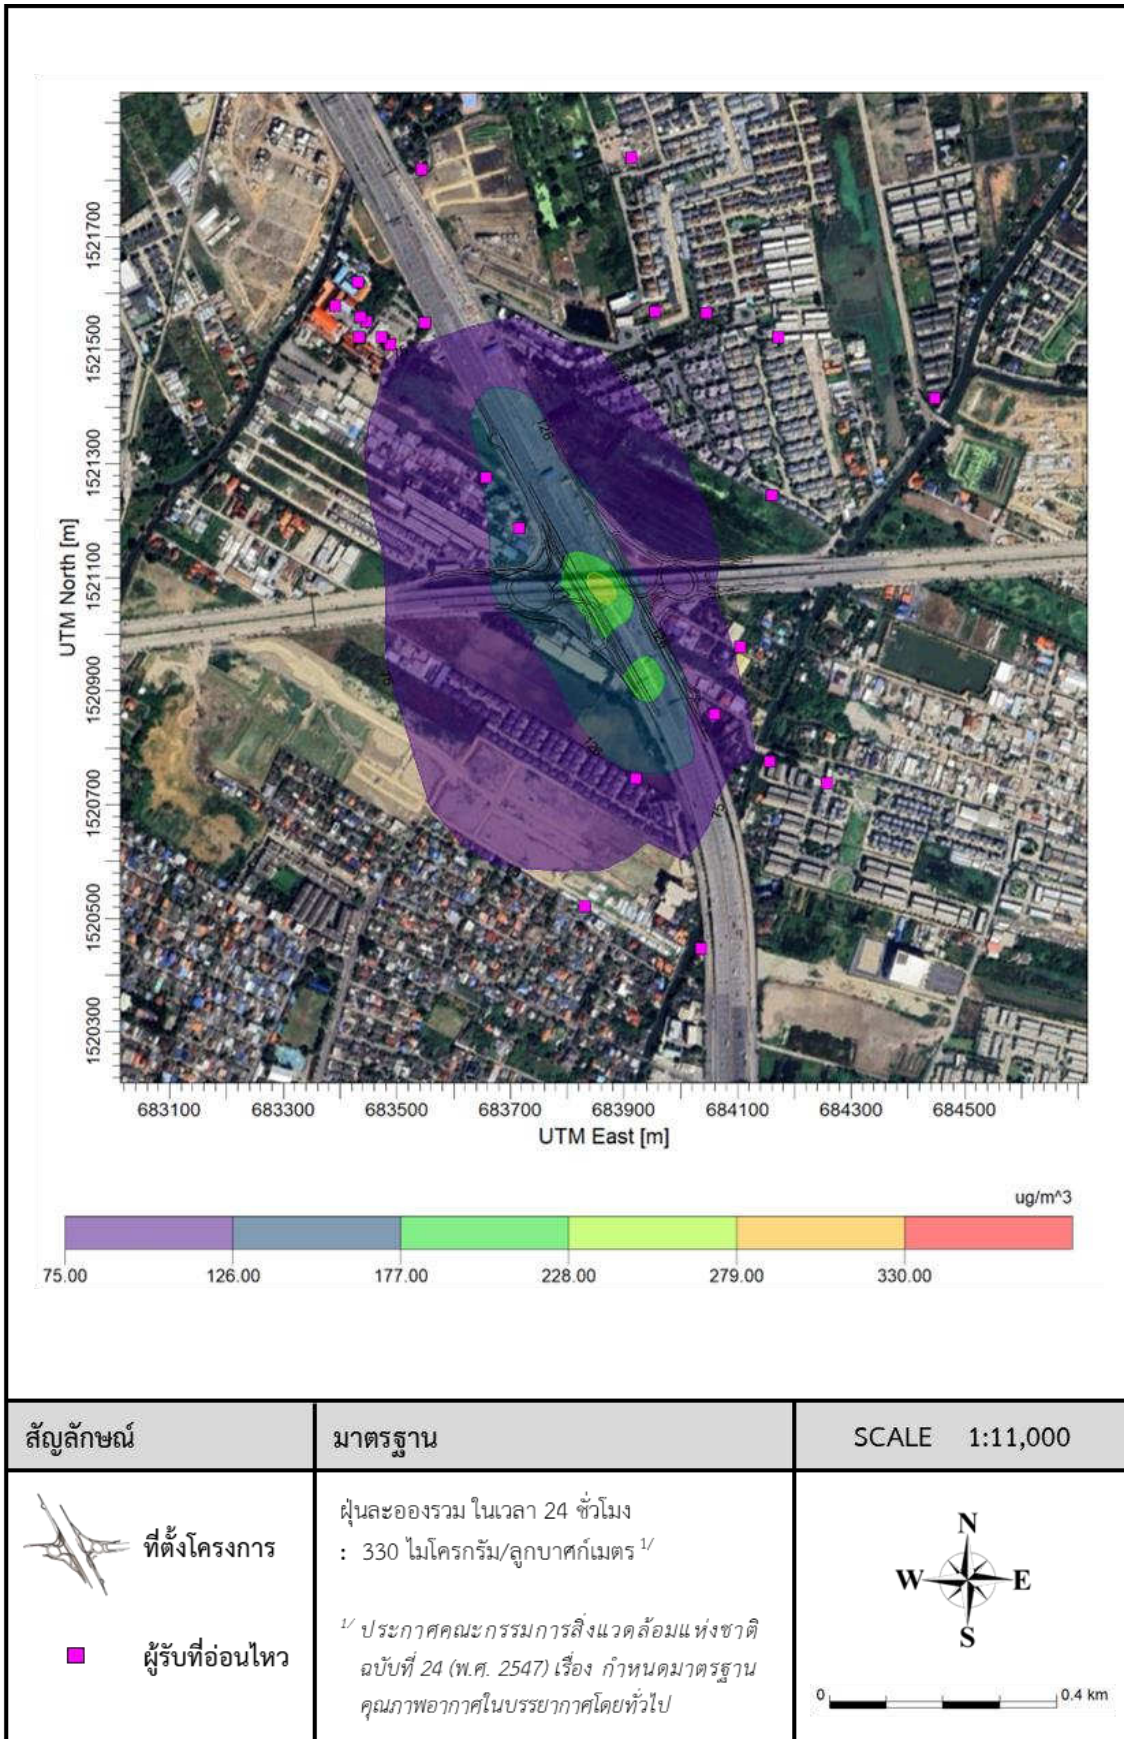 UTM North [m]
1521700
1521500
1521300
1521100
1520900
1520700
1520500
1520300
683100 683300 683500 683700 683900 684100 684300 684500
UTM East [m]
ug/m^3
75.00 126.00 177.00 228.00 279.00 330.00
สัญลักษณ์
ที่ตั้งโครงการ
ผู้รับที่อ่อนไหว
มาตรฐาน
ฝุ่นละอองรวม ในเวลา 24 ชั่วโมง
: 330 ไมโครกรัม/ลูกบาศก์เมตร 1/
1/ ประกาศคณะกรรมการสิ่งแวดล้อมแห่งชาติ
ฉบับที่ 24 (พ.ศ. 2547) เรื่อง กำหนดมาตรฐาน
คุณภาพอากาศในบรรยากาศโดยทั่วไป
SCALE 1:11,000
N
W E
S
0 0.4 km